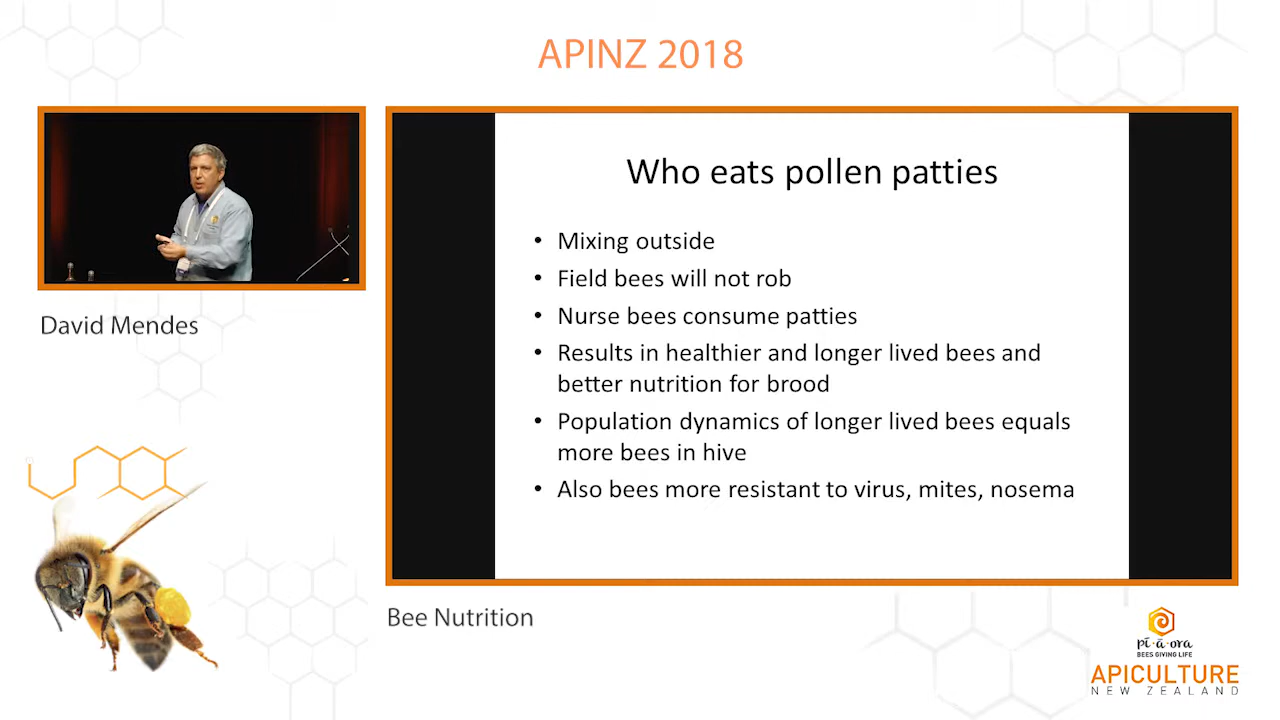 APINZ 2018
David Mendes
Who eats pollen patties
• Mixing outside
• Field bees will not rob
• Nurse bees consume patties
• Results in healthier and longer lived bees and
better nutrition for brood
• Population dynamics of longer lived bees equals
more bees in hive
• Also bees more resistant to virus, mites, nosema
Bee Nutrition
pī·ā·ora
BEES GIVING LIFE
APICULTURE
NEW ZEALAND